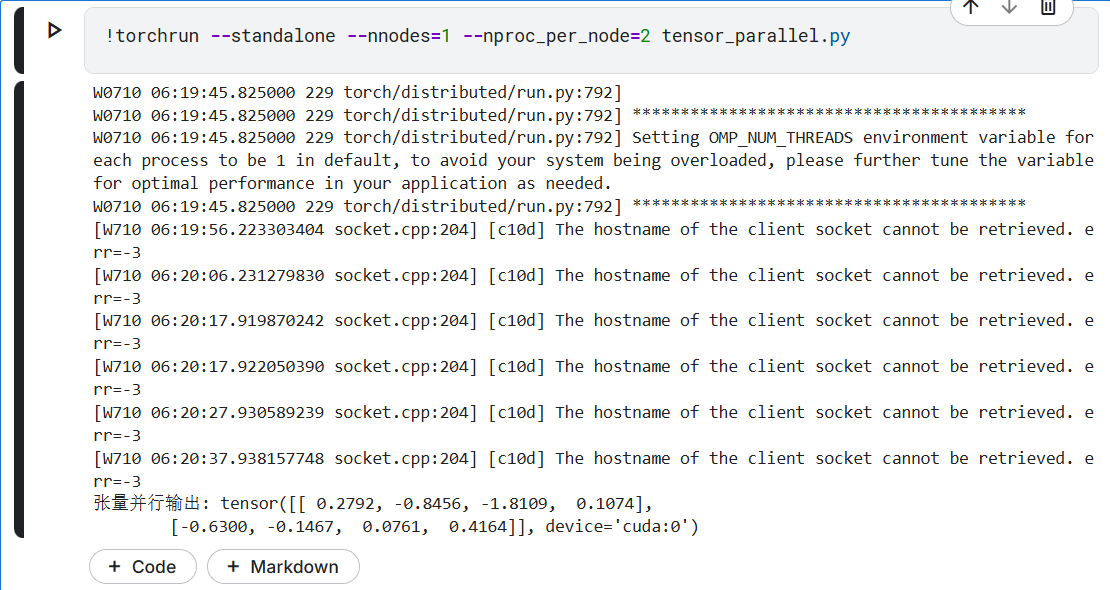 !torchrun --standalone --nnodes=1 --nproc_per_node=2 tensor_parallel.py
W0710 06:19:45.825000 229 torch/distributed/run.py:792]
W0710 06:19:45.825000 229 torch/distributed/run.py:792] *****************************************
W0710 06:19:45.825000 229 torch/distributed/run.py:792] Setting OMP_NUM_THREADS environment variable for
each process to be 1 in default, to avoid your system being overloaded, please further tune the variable
for optimal performance in your application as needed.
W0710 06:19:45.825000 229 torch/distributed/run.py:792] *****************************************
[W710 06:19:56.223303404 socket.cpp:204] [c10d] The hostname of the client socket cannot be retrieved. e
rr=-3
[W710 06:20:06.231279830 socket.cpp:204] [c10d] The hostname of the client socket cannot be retrieved. e
rr=-3
[W710 06:20:17.919870242 socket.cpp:204] [c10d] The hostname of the client socket cannot be retrieved. e
rr=-3
[W710 06:20:17.922050390 socket.cpp:204] [c10d] The hostname of the client socket cannot be retrieved. e
rr=-3
[W710 06:20:27.930589239 socket.cpp:204] [c10d] The hostname of the client socket cannot be retrieved. e
rr=-3
[W710 06:20:37.938157748 socket.cpp:204] [c10d] The hostname of the client socket cannot be retrieved. e
rr=-3
张量并行输出: tensor([[ 0.2792, -0.8456, -1.8109,  0.1074],
        [-0.6300, -0.1467,  0.0761,  0.4164]], device='cuda:0')
+ Code + Markdown